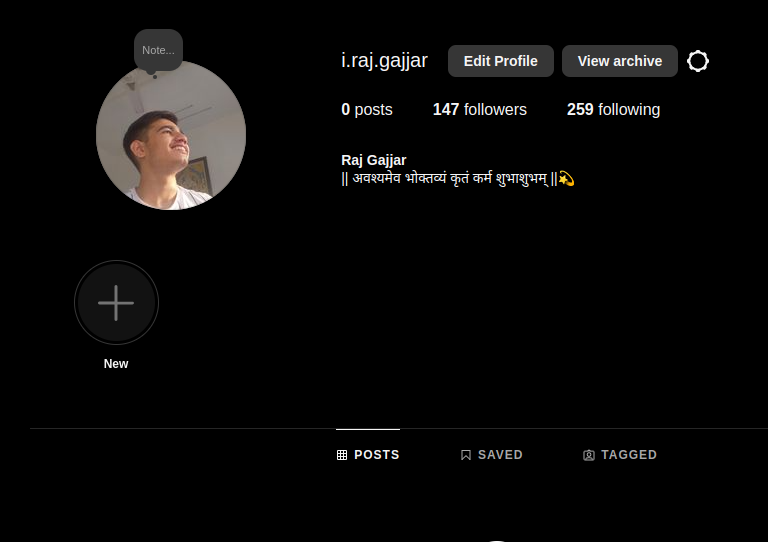 Note...
i.raj.gajjar Edit Profile View archive
0 posts 147 followers 259 following
Raj Gajjar
|| अवश्यमेव भोक्तव्यं कृतं कर्म शुभाशुभम् ||💫
New
POSTS SAVED TAGGED